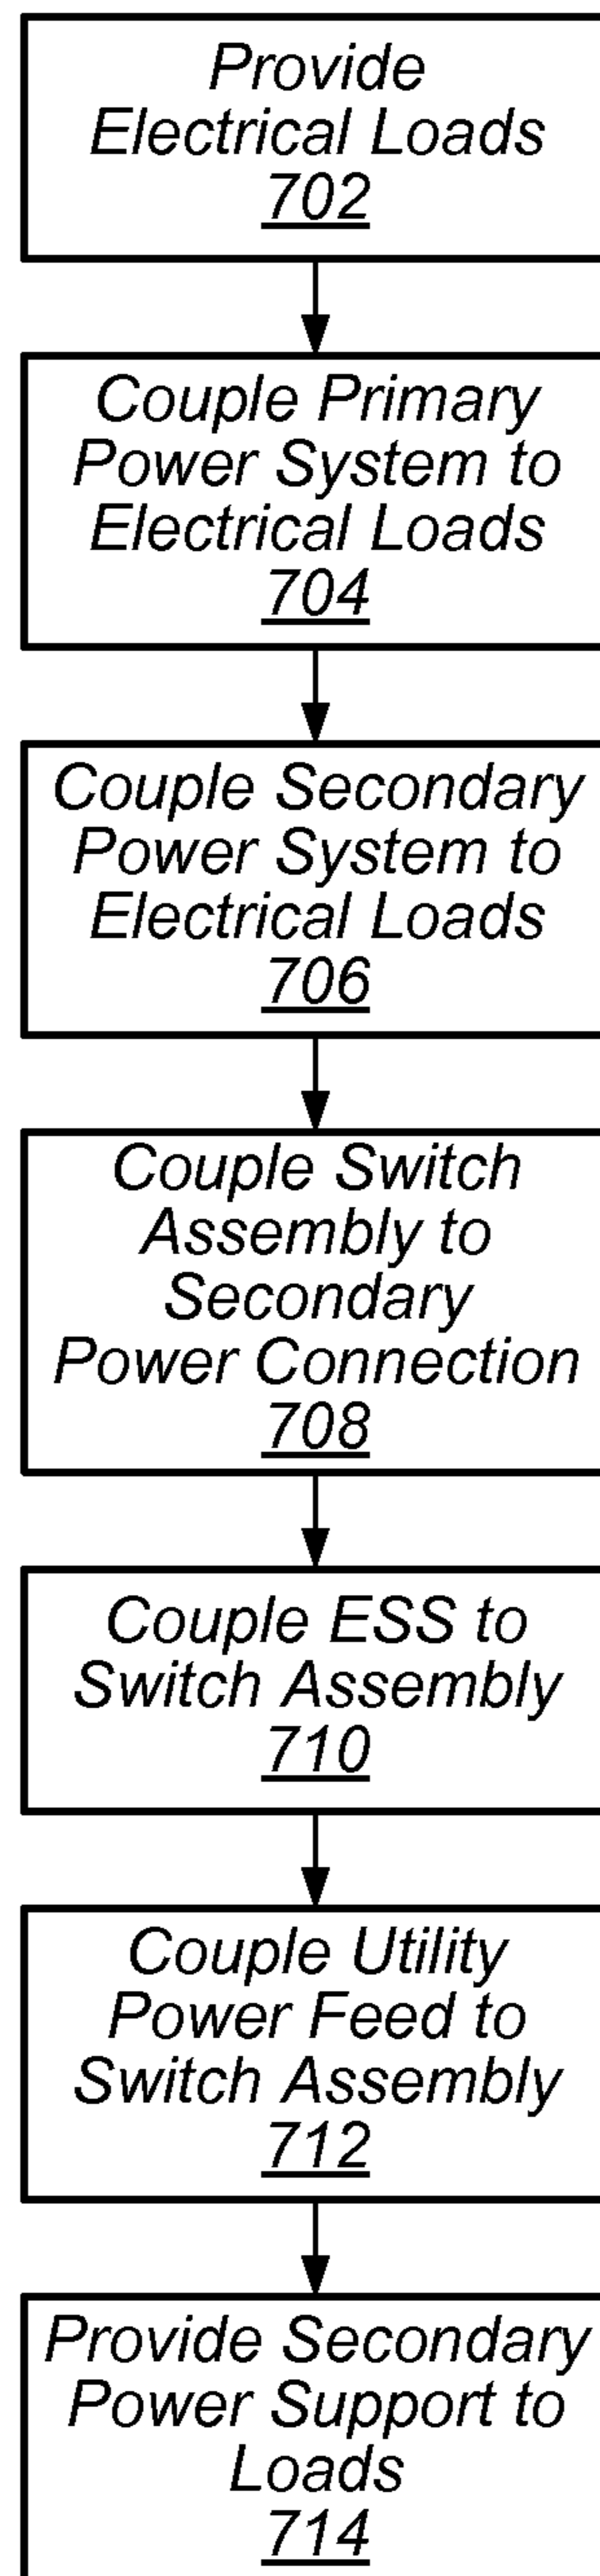 Provide
Electrical Loads
702
Couple Primary
Power System to
Electrical Loads
704
Couple Secondary
Power System to
Electrical Loads
706
Couple Switch
Assembly to
Secondary
Power Connection
708
Couple ESS to
Switch Assembly
710
Couple Utility
Power Feed to
Switch Assembly
712
Provide Secondary
Power Support to
Loads
714